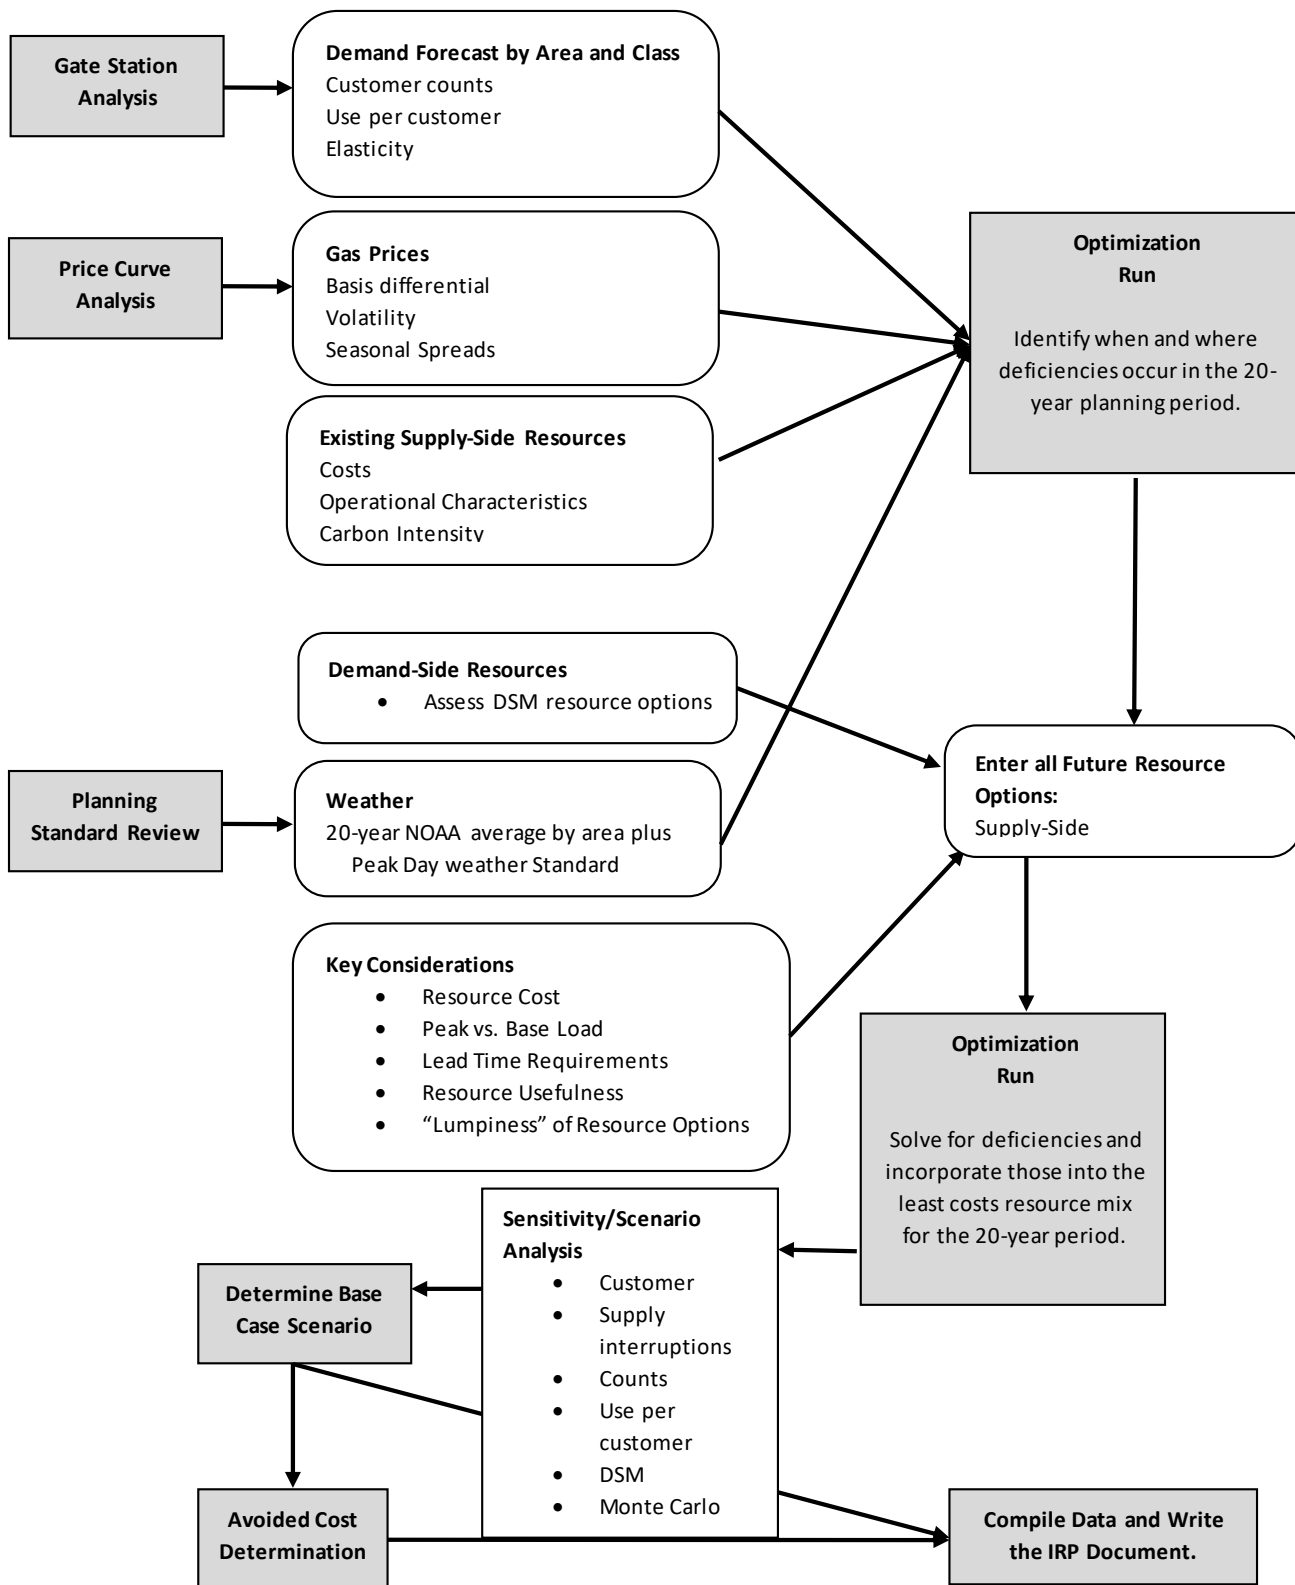 Gate Station
Analysis
Demand Forecast by Area and Class
Customer counts
Use per customer
Elasticity
Price Curve
Analysis
Gas Prices
Basis differential
Volatility
Seasonal Spreads
Optimization
Run
Identify when and where
deficiencies occur in the 20-
year planning period.
Existing Supply-Side Resources
Costs
Operational Characteristics
Carbon Intensity
Demand-Side Resources
• Assess DSM resource options
Planning
Standard Review
Weather
20-year NOAA average by area plus
Peak Day weather Standard
Enter all Future Resource
Options:
Supply-Side
Key Considerations
• Resource Cost
• Peak vs. Base Load
• Lead Time Requirements
• Resource Usefulness
• “Lumpiness” of Resource Options
Optimization
Run
Solve for deficiencies and
incorporate those into the
least costs resource mix
for the 20-year period.
Sensitivity/Scenario
Analysis
• Customer
• Supply
interruptions
• Counts
• Use per
customer
• DSM
• Monte Carlo
Determine Base
Case Scenario
Avoided Cost
Determination
Compile Data and Write
the IRP Document.